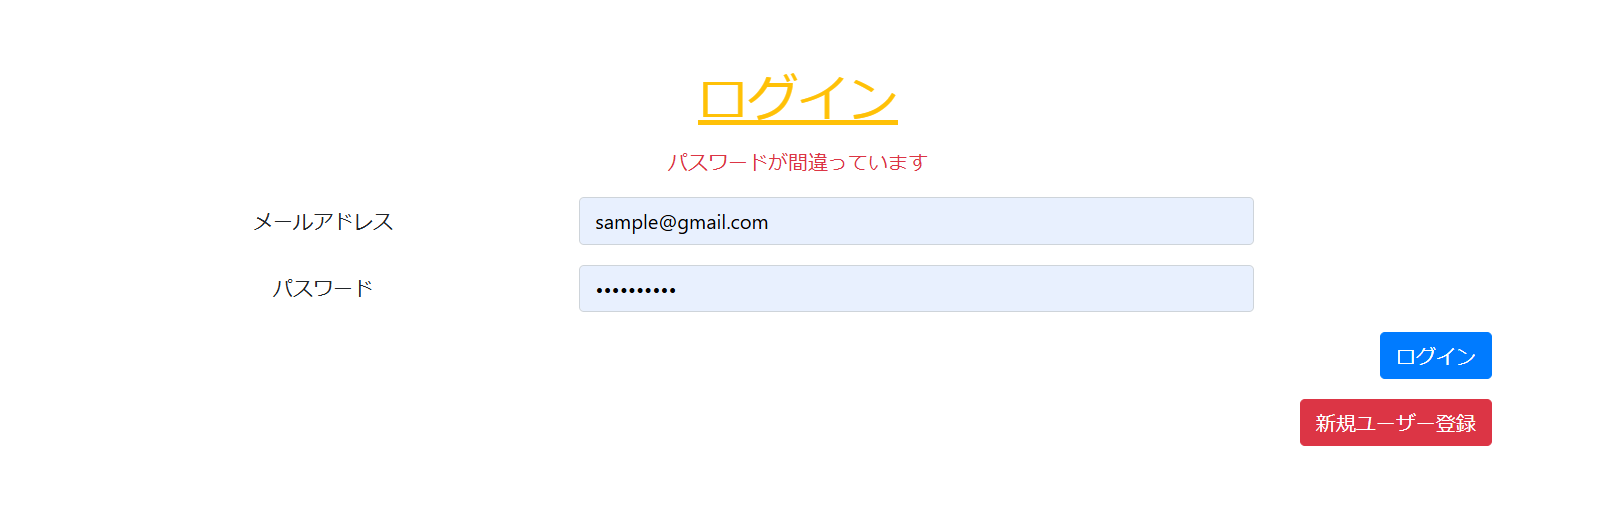 ログイン
パスワードが間違っています
メールアドレス
sample@gmail.com
パスワード
••••••••••
ログイン
新規ユーザー登録